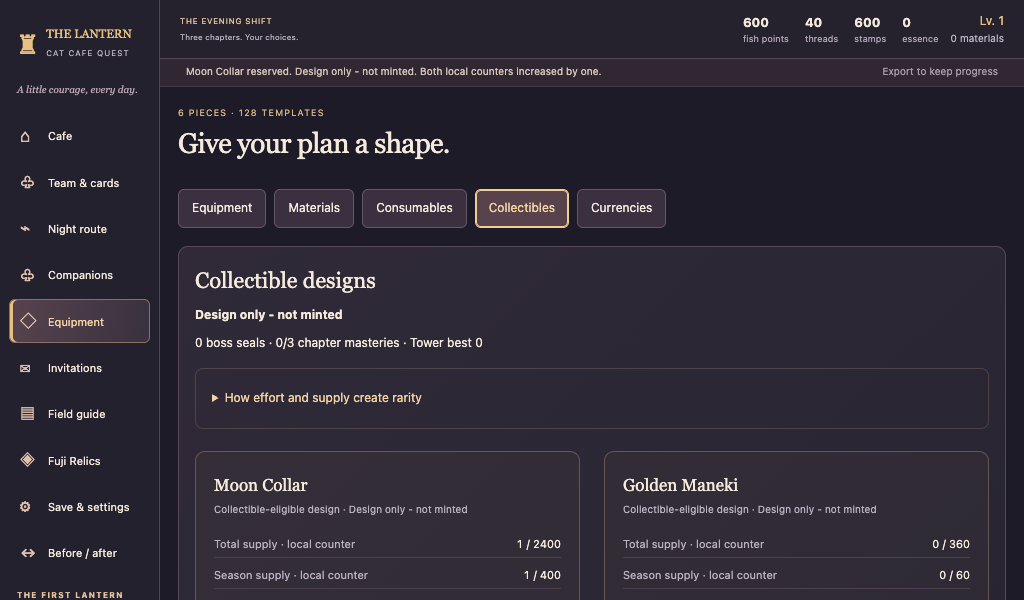 THE LANTERN
CAT CAFE QUEST
A little courage, every day.
Cafe
Team & cards
Night route
Companions
Equipment
Invitations
Field guide
Fuji Relics
Save & settings
Before / after
THE FIRST LANTERN
THE EVENING SHIFT
Three chapters. Your choices.
600 fish points
40 threads
600 stamps
0 essence
Lv. 1
0 materials
Moon Collar reserved. Design only - not minted. Both local counters increased by one.
Export to keep progress
6 PIECES · 128 TEMPLATES
Give your plan a shape.
Equipment
Materials
Consumables
Collectibles
Currencies
Collectible designs
Design only - not minted
0 boss seals · 0/3 chapter masteries · Tower best 0
How effort and supply create rarity
Moon Collar
Collectible-eligible design · Design only - not minted
Total supply · local counter 1 / 2400
Season supply · local counter 1 / 400
Golden Maneki
Collectible-eligible design · Design only - not minted
Total supply · local counter 0 / 360
Season supply · local counter 0 / 60